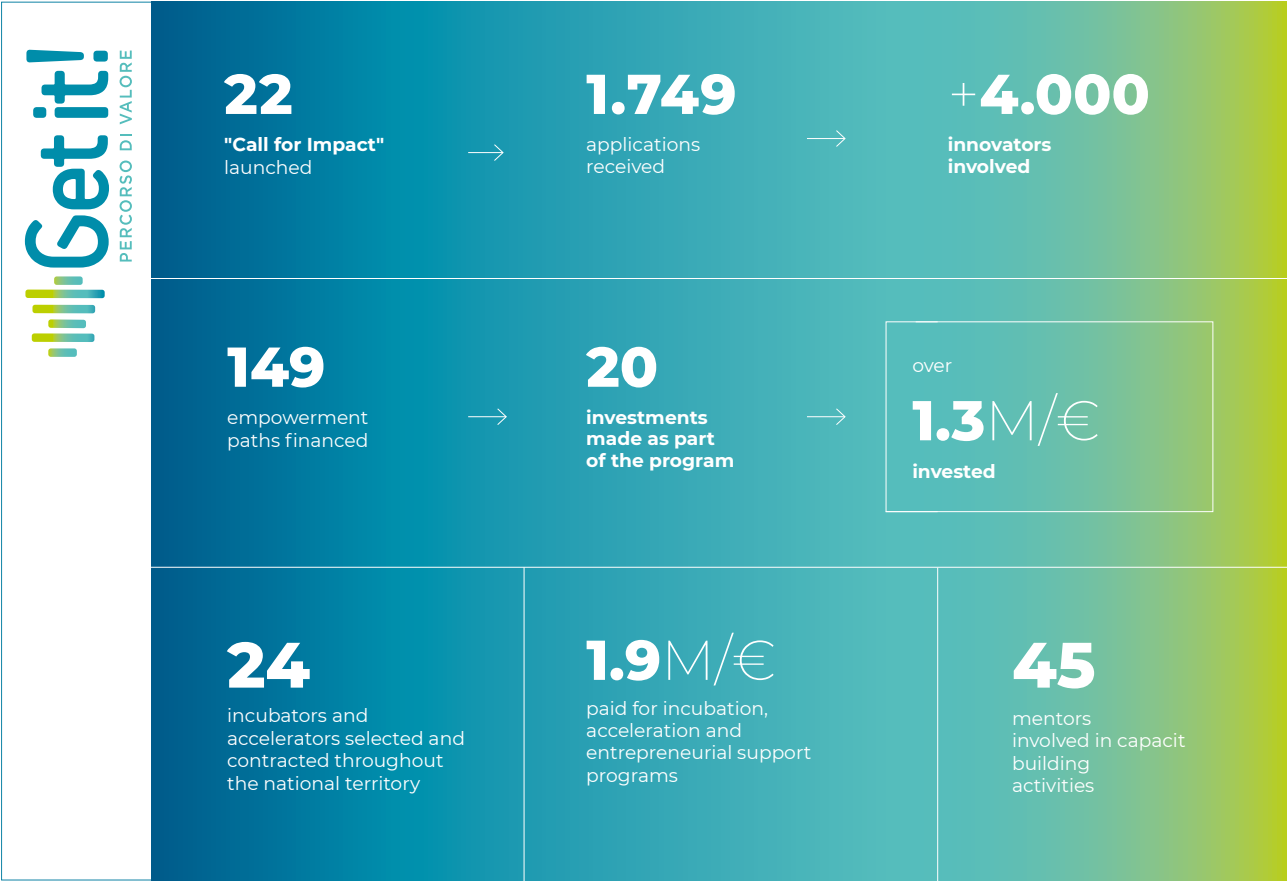 Get it!
PERCORSO DI VALORE
22
"Call for Impact"
launched
1.749
applications
received
+4.000
innovators
involved
149
empowerment
paths financed
20
investments
made as part
of the program
over
1.3M/€
invested
24
incubators and
accelerators selected and
contracted throughout
the national territory
1.9M/€
paid for incubation,
acceleration and
entrepreneurial support
programs
45
mentors
involved in capacit
building
activities